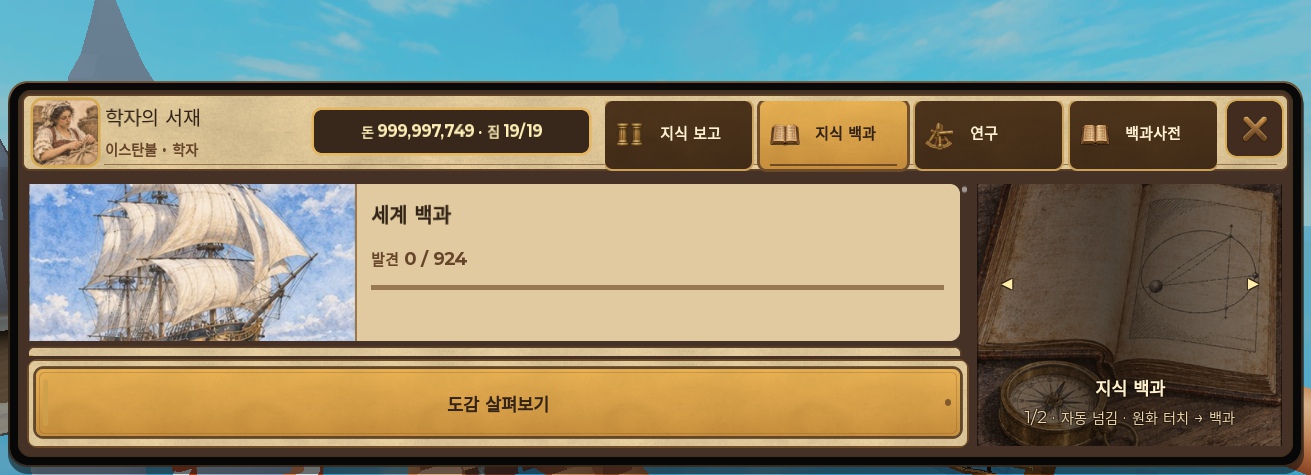 학자의 서재
이스탄불 · 학자
돈 999,997,749 · 짐 19/19
지식 보고
지식 백과
연구
백과사전
세계 백과
발견 0 / 924
도감 살펴보기
지식 백과
1/2 · 자동 넘김 · 원화 터치 → 백과